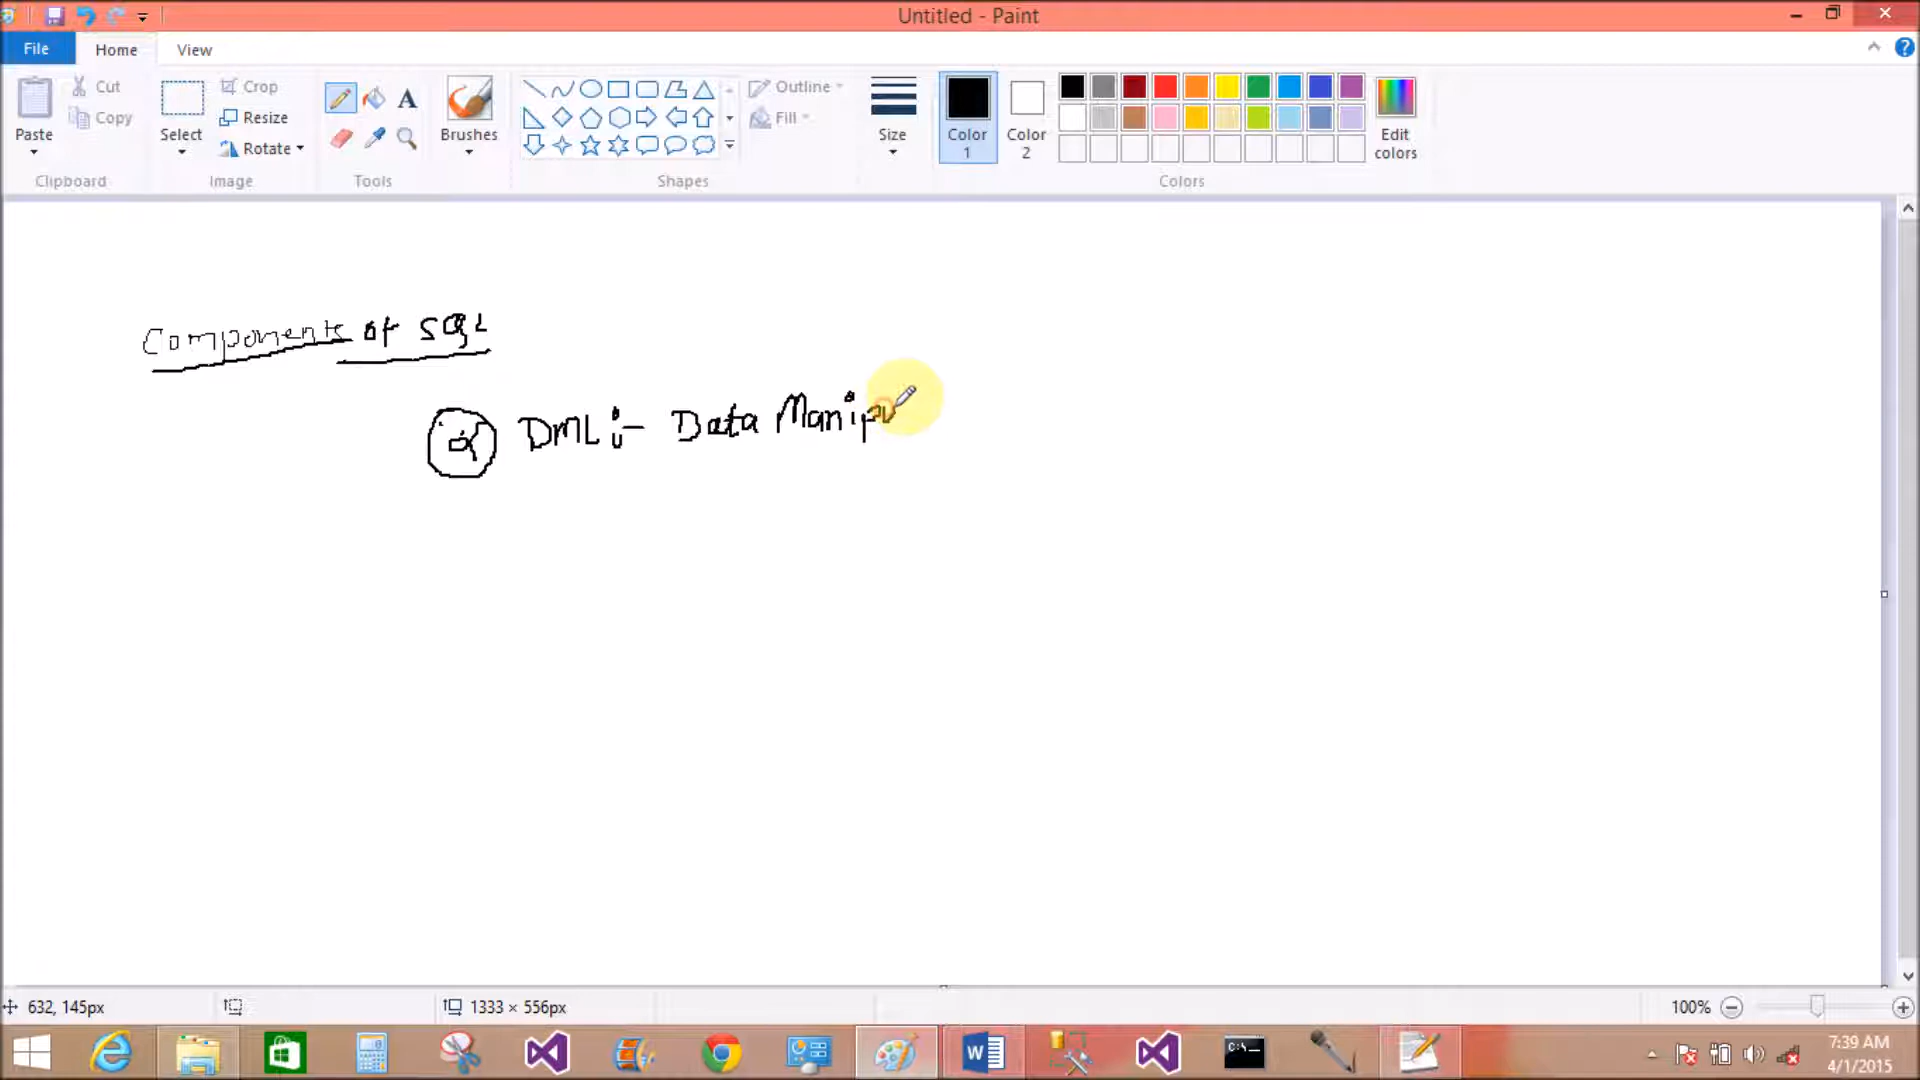 Untitled - Paint
File Home View
Paste
Cut
Copy
Clipboard
Select
Crop
Resize
Rotate
Image
Tools
Brushes
Shapes
Outline
Fill
Size
Color 1
Color 2
Edit colors
Colors
Components of SQL
a DML:- Data Manipu
632, 145px
1333 × 556px
100%
C:\
7:39 AM
4/1/2015